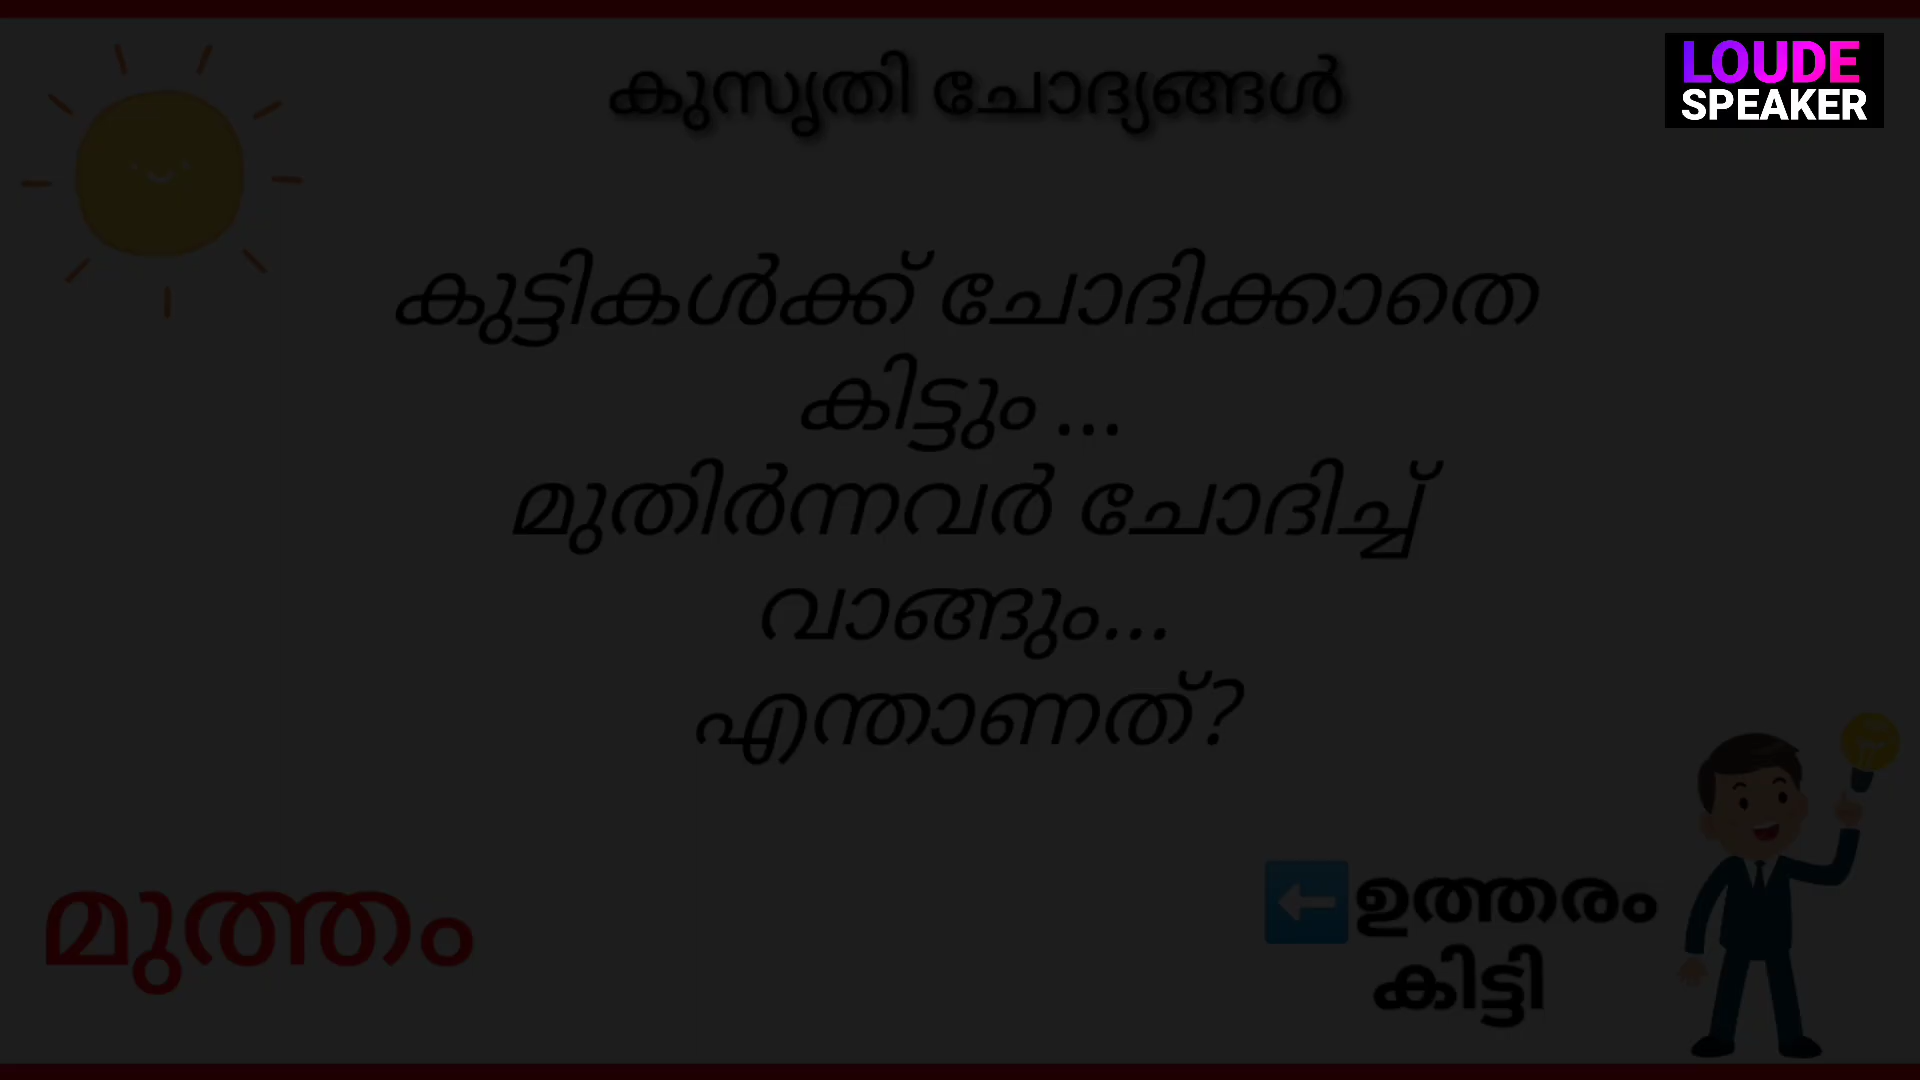 LOUDE
SPEAKER
കുസൃതി ചോദ്യങ്ങൾ
കുട്ടികൾക്ക് ചോദിക്കാതെ
കിട്ടും ...
മുതിർന്നവർ ചോദിച്ച്
വാങ്ങും...
എന്താണത്?
മുത്തം
ഉത്തരം
കിട്ടി